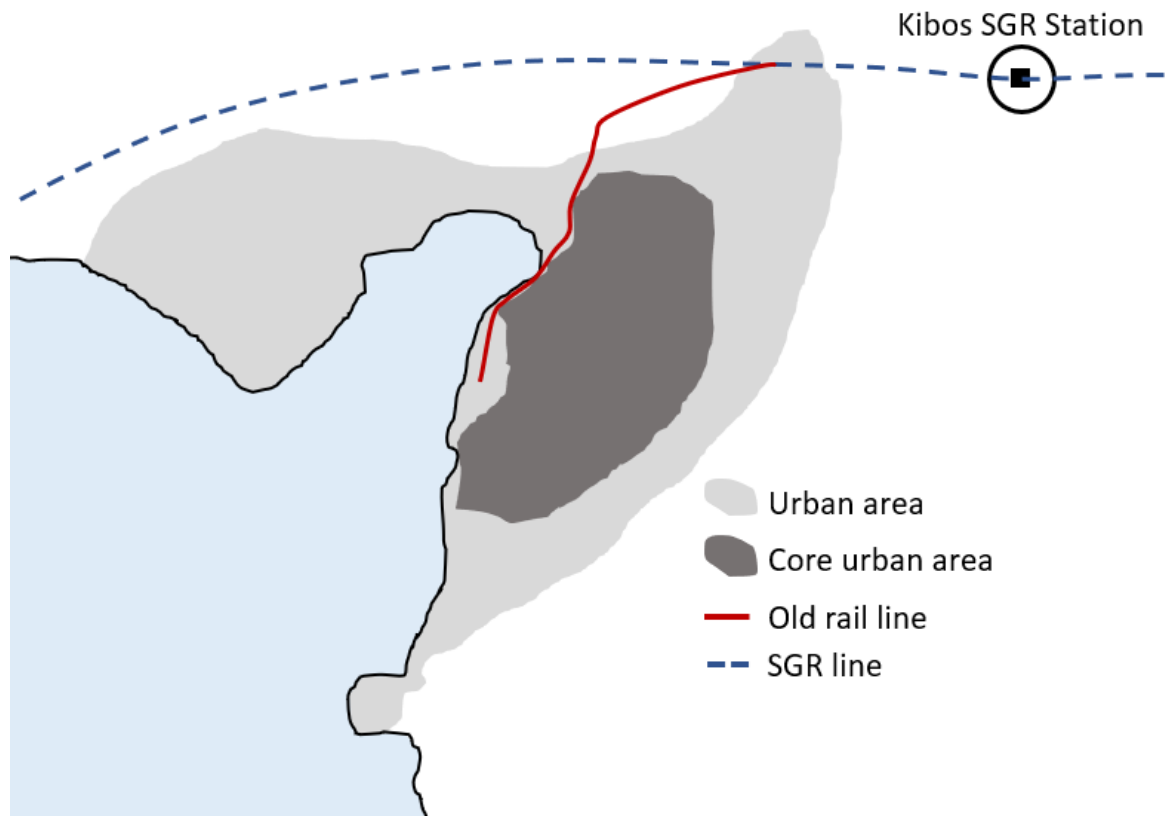 Kibos SGR Station
Urban area
Core urban area
Old rail line
SGR line